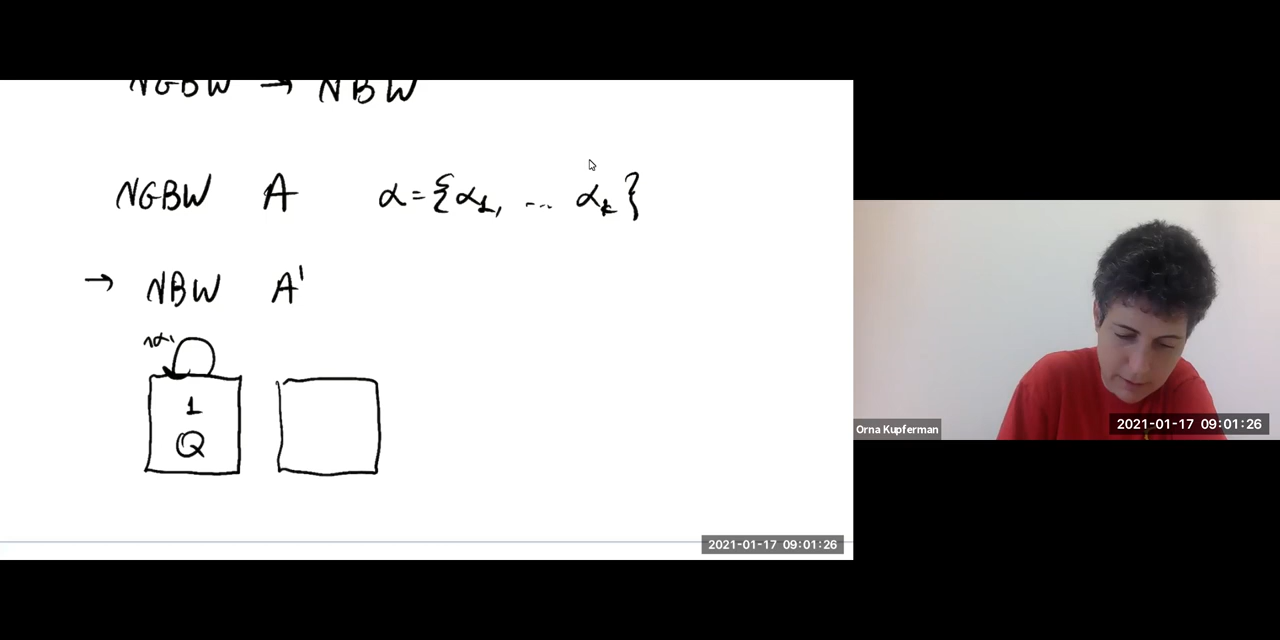 NGBW → NBW
NGBW A α = {α1, ... αk}
→ NBW A'
¬α1
1
Q
Orna Kupferman
2021-01-17 09:01:26
2021-01-17 09:01:26